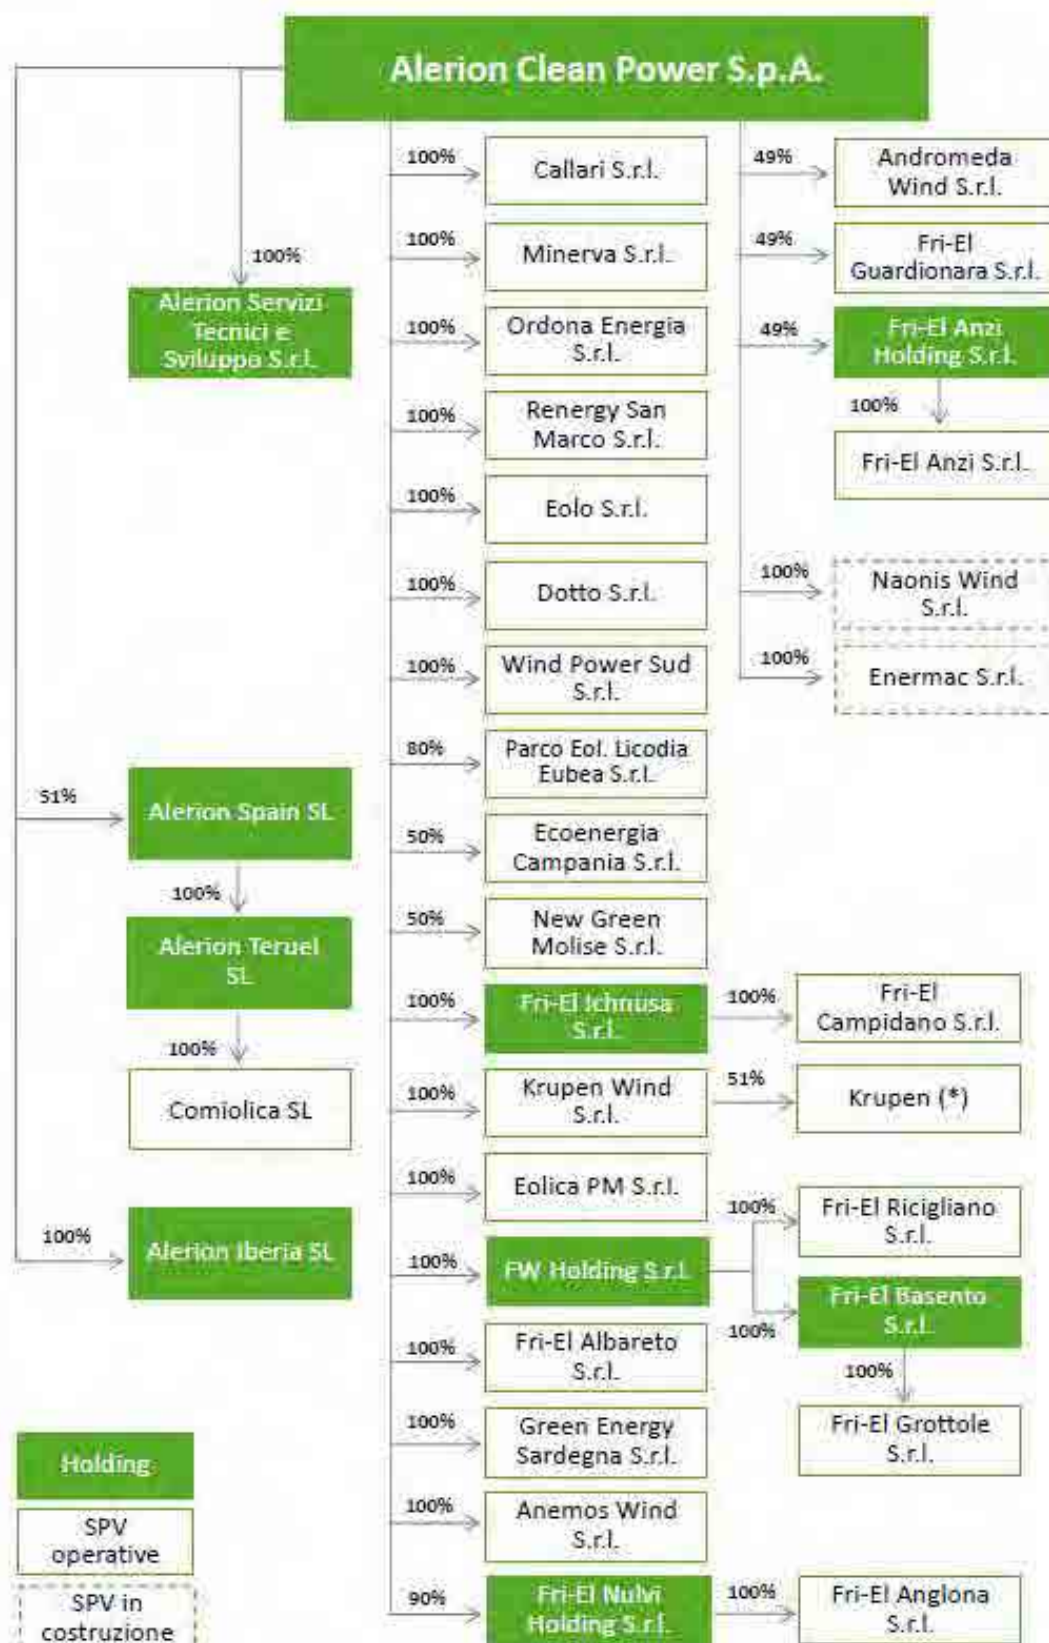 Alerion Clean Power S.p.A.
100%
Alerion Servizi
Tecnici e
Sviluppo S.r.l.
51%
Alerion Spain SL
100%
Alerion Teruel
SL
100%
Comiolica SL
100%
Alerion Iberia SL
100%
Callari S.r.l.
100%
Minerva S.r.l.
100%
Ordona Energia
S.r.l.
100%
Renergy San
Marco S.r.l.
100%
Eolo S.r.l.
100%
Dotto S.r.l.
100%
Wind Power Sud
S.r.l.
80%
Parco Eol. Licodia
Eubea S.r.l.
50%
Ecoenergia
Campania S.r.l.
50%
New Green
Molise S.r.l.
100%
Fri-El Ichnusa
S.r.l.
100%
Fri-El
Campidano S.r.l.
100%
Krupen Wind
S.r.l.
51%
Krupen (*)
100%
Eolica PM S.r.l.
100%
FW Holding S.r.l.
100%
Fri-El Ricigliano
S.r.l.
100%
Fri-El Basento
S.r.l.
100%
Fri-El Grottole
S.r.l.
100%
Fri-El Albareto
S.r.l.
100%
Green Energy
Sardegna S.r.l.
100%
Anemos Wind
S.r.l.
90%
Fri-El Nulvi
Holding S.r.l.
100%
Fri-El Anglona
S.r.l.
49%
Andromeda
Wind S.r.l.
49%
Fri-El
Guardionara S.r.l.
49%
Fri-El Anzi
Holding S.r.l.
100%
Fri-El Anzi S.r.l.
100%
Naonis Wind
S.r.l.
100%
Enermac S.r.l.
Holding
SPV
operative
SPV in
costruzione